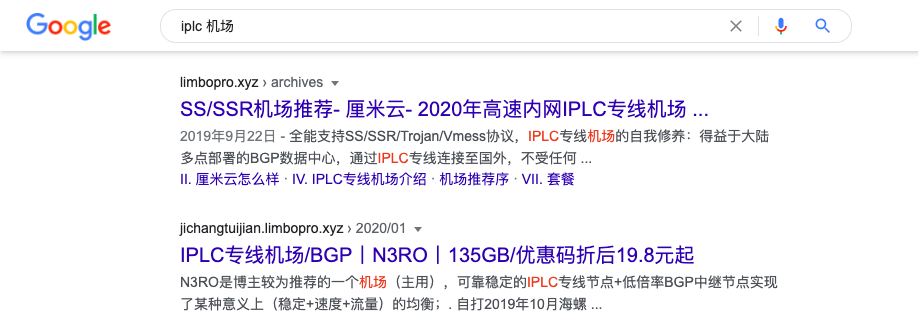 Google
iplc 机场
limbopro.xyz › archives
SS/SSR机场推荐- 厘米云- 2020年高速内网IPLC专线机场 ...
2019年9月22日 - 全能支持SS/SSR/Trojan/Vmess协议，IPLC专线机场的自我修养：得益于大陆
多点部署的BGP数据中心，通过IPLC专线连接至国外，不受任何 ...
II. 厘米云怎么样 · IV. IPLC专线机场介绍 · 机场推荐序 · VII. 套餐
jichangtuijian.limbopro.xyz › 2020/01
IPLC专线机场/BGP丨N3RO丨135GB/优惠码折后19.8元起
N3RO是博主较为推荐的一个机场（主用），可靠稳定的IPLC专线节点+低倍率BGP中继节点实现
了某种意义上（稳定+速度+流量）的均衡；. 自打2019年10月海螺 ...